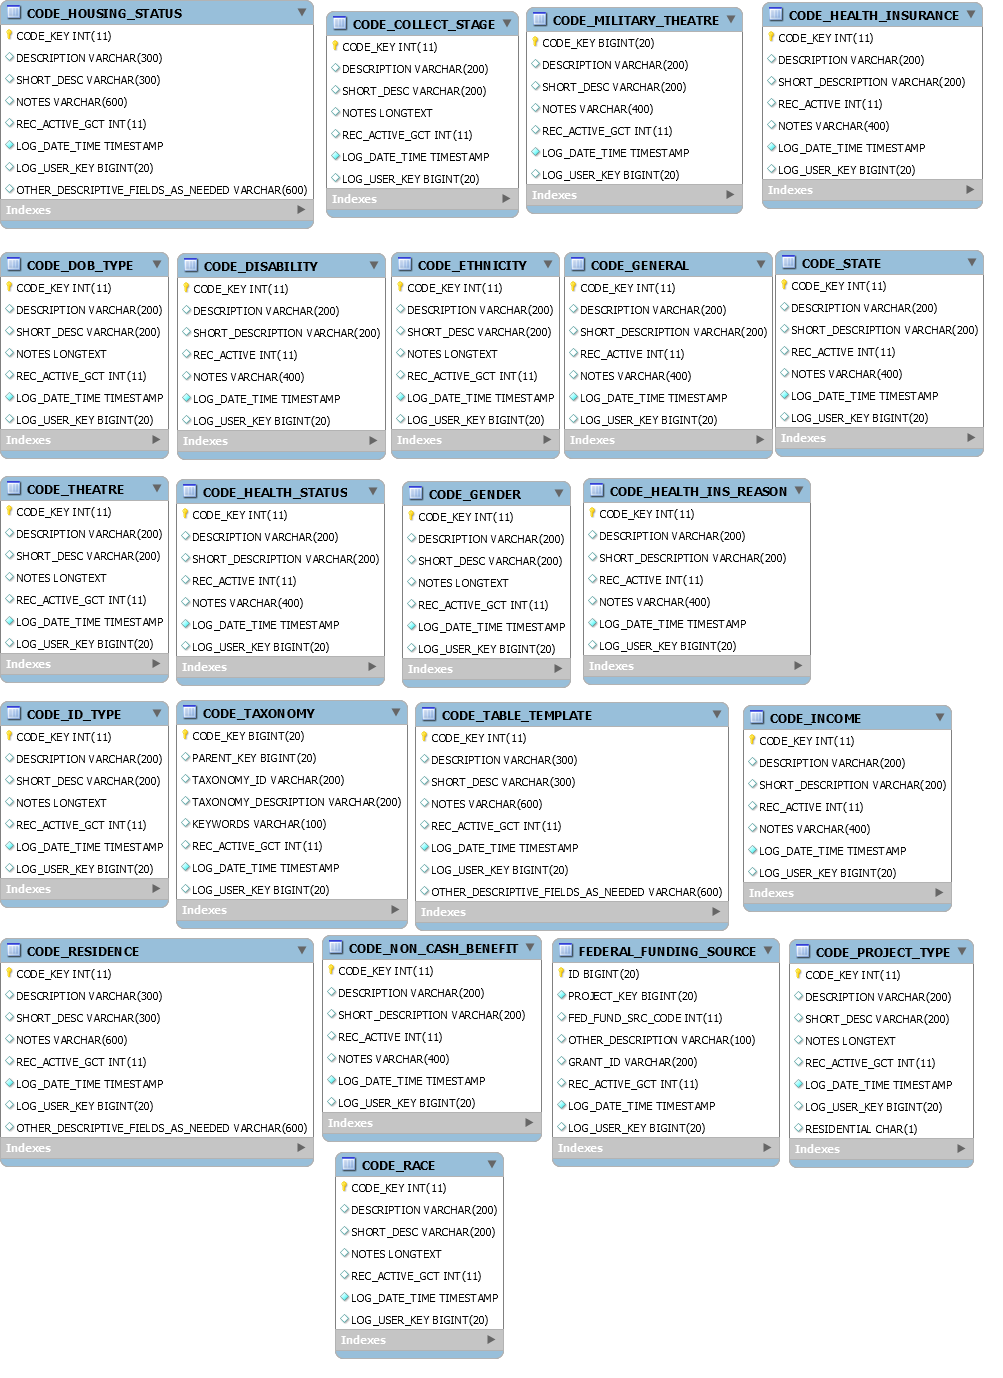 CODE_HOUSING_STATUS
CODE_KEY INT(11)
DESCRIPTION VARCHAR(300)
SHORT_DESC VARCHAR(300)
NOTES VARCHAR(600)
REC_ACTIVE_GCT INT(11)
LOG_DATE_TIME TIMESTAMP
LOG_USER_KEY BIGINT(20)
OTHER_DESCRIPTIVE_FIELDS_AS_NEEDED VARCHAR(600)
Indexes
CODE_COLLECT_STAGE
CODE_KEY INT(11)
DESCRIPTION VARCHAR(200)
SHORT_DESC VARCHAR(200)
NOTES LONGTEXT
REC_ACTIVE_GCT INT(11)
LOG_DATE_TIME TIMESTAMP
LOG_USER_KEY BIGINT(20)
Indexes
CODE_MILITARY_THEATRE
CODE_KEY BIGINT(20)
DESCRIPTION VARCHAR(200)
SHORT_DESC VARCHAR(200)
NOTES VARCHAR(400)
REC_ACTIVE_GCT INT(11)
LOG_DATE_TIME TIMESTAMP
LOG_USER_KEY BIGINT(20)
Indexes
CODE_HEALTH_INSURANCE
CODE_KEY INT(11)
DESCRIPTION VARCHAR(200)
SHORT_DESCRIPTION VARCHAR(200)
REC_ACTIVE INT(11)
NOTES VARCHAR(400)
LOG_DATE_TIME TIMESTAMP
LOG_USER_KEY BIGINT(20)
Indexes
CODE_DOB_TYPE
CODE_KEY INT(11)
DESCRIPTION VARCHAR(200)
SHORT_DESC VARCHAR(200)
NOTES LONGTEXT
REC_ACTIVE_GCT INT(11)
LOG_DATE_TIME TIMESTAMP
LOG_USER_KEY BIGINT(20)
Indexes
CODE_DISABILITY
CODE_KEY INT(11)
DESCRIPTION VARCHAR(200)
SHORT_DESCRIPTION VARCHAR(200)
REC_ACTIVE INT(11)
NOTES VARCHAR(400)
LOG_DATE_TIME TIMESTAMP
LOG_USER_KEY BIGINT(20)
Indexes
CODE_ETHNICITY
CODE_KEY INT(11)
DESCRIPTION VARCHAR(200)
SHORT_DESC VARCHAR(200)
NOTES LONGTEXT
REC_ACTIVE_GCT INT(11)
LOG_DATE_TIME TIMESTAMP
LOG_USER_KEY BIGINT(20)
Indexes
CODE_GENERAL
CODE_KEY INT(11)
DESCRIPTION VARCHAR(200)
SHORT_DESCRIPTION VARCHAR(200)
REC_ACTIVE INT(11)
NOTES VARCHAR(400)
LOG_DATE_TIME TIMESTAMP
LOG_USER_KEY BIGINT(20)
Indexes
CODE_STATE
CODE_KEY INT(11)
DESCRIPTION VARCHAR(200)
SHORT_DESCRIPTION VARCHAR(200)
REC_ACTIVE INT(11)
NOTES VARCHAR(400)
LOG_DATE_TIME TIMESTAMP
LOG_USER_KEY BIGINT(20)
Indexes
CODE_THEATRE
CODE_KEY INT(11)
DESCRIPTION VARCHAR(200)
SHORT_DESC VARCHAR(200)
NOTES LONGTEXT
REC_ACTIVE_GCT INT(11)
LOG_DATE_TIME TIMESTAMP
LOG_USER_KEY BIGINT(20)
Indexes
CODE_HEALTH_STATUS
CODE_KEY INT(11)
DESCRIPTION VARCHAR(200)
SHORT_DESCRIPTION VARCHAR(200)
REC_ACTIVE INT(11)
NOTES VARCHAR(400)
LOG_DATE_TIME TIMESTAMP
LOG_USER_KEY BIGINT(20)
Indexes
CODE_GENDER
CODE_KEY INT(11)
DESCRIPTION VARCHAR(200)
SHORT_DESC VARCHAR(200)
NOTES LONGTEXT
REC_ACTIVE_GCT INT(11)
LOG_DATE_TIME TIMESTAMP
LOG_USER_KEY BIGINT(20)
Indexes
CODE_HEALTH_INS_REASON
CODE_KEY INT(11)
DESCRIPTION VARCHAR(200)
SHORT_DESCRIPTION VARCHAR(200)
REC_ACTIVE INT(11)
NOTES VARCHAR(400)
LOG_DATE_TIME TIMESTAMP
LOG_USER_KEY BIGINT(20)
Indexes
CODE_ID_TYPE
CODE_KEY INT(11)
DESCRIPTION VARCHAR(200)
SHORT_DESC VARCHAR(200)
NOTES LONGTEXT
REC_ACTIVE_GCT INT(11)
LOG_DATE_TIME TIMESTAMP
LOG_USER_KEY BIGINT(20)
Indexes
CODE_TAXONOMY
CODE_KEY BIGINT(20)
PARENT_KEY BIGINT(20)
TAXONOMY_ID VARCHAR(200)
TAXONOMY_DESCRIPTION VARCHAR(200)
KEYWORDS VARCHAR(100)
REC_ACTIVE_GCT INT(11)
LOG_DATE_TIME TIMESTAMP
LOG_USER_KEY BIGINT(20)
Indexes
CODE_TABLE_TEMPLATE
CODE_KEY INT(11)
DESCRIPTION VARCHAR(300)
SHORT_DESC VARCHAR(300)
NOTES VARCHAR(600)
REC_ACTIVE_GCT INT(11)
LOG_DATE_TIME TIMESTAMP
LOG_USER_KEY BIGINT(20)
OTHER_DESCRIPTIVE_FIELDS_AS_NEEDED VARCHAR(600)
Indexes
CODE_INCOME
CODE_KEY INT(11)
DESCRIPTION VARCHAR(200)
SHORT_DESCRIPTION VARCHAR(200)
REC_ACTIVE INT(11)
NOTES VARCHAR(400)
LOG_DATE_TIME TIMESTAMP
LOG_USER_KEY BIGINT(20)
Indexes
CODE_RESIDENCE
CODE_KEY INT(11)
DESCRIPTION VARCHAR(300)
SHORT_DESC VARCHAR(300)
NOTES VARCHAR(600)
REC_ACTIVE_GCT INT(11)
LOG_DATE_TIME TIMESTAMP
LOG_USER_KEY BIGINT(20)
OTHER_DESCRIPTIVE_FIELDS_AS_NEEDED VARCHAR(600)
Indexes
CODE_NON_CASH_BENEFIT
CODE_KEY INT(11)
DESCRIPTION VARCHAR(200)
SHORT_DESCRIPTION VARCHAR(200)
REC_ACTIVE INT(11)
NOTES VARCHAR(400)
LOG_DATE_TIME TIMESTAMP
LOG_USER_KEY BIGINT(20)
Indexes
FEDERAL_FUNDING_SOURCE
ID BIGINT(20)
PROJECT_KEY BIGINT(20)
FED_FUND_SRC_CODE INT(11)
OTHER_DESCRIPTION VARCHAR(100)
GRANT_ID VARCHAR(200)
REC_ACTIVE_GCT INT(11)
LOG_DATE_TIME TIMESTAMP
LOG_USER_KEY BIGINT(20)
Indexes
CODE_PROJECT_TYPE
CODE_KEY INT(11)
DESCRIPTION VARCHAR(200)
SHORT_DESC VARCHAR(200)
NOTES LONGTEXT
REC_ACTIVE_GCT INT(11)
LOG_DATE_TIME TIMESTAMP
LOG_USER_KEY BIGINT(20)
RESIDENTIAL CHAR(1)
Indexes
CODE_RACE
CODE_KEY INT(11)
DESCRIPTION VARCHAR(200)
SHORT_DESC VARCHAR(200)
NOTES LONGTEXT
REC_ACTIVE_GCT INT(11)
LOG_DATE_TIME TIMESTAMP
LOG_USER_KEY BIGINT(20)
Indexes